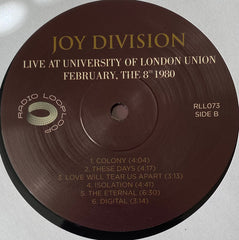 JOY DIVISION
LIVE AT UNIVERSITY OF LONDON UNION
FEBRUARY, THE 8TH 1980
RADIO LOOPLOOP
RLL073
SIDE B
1. COLONY (4:04)
2. THESE DAYS (4.17)
3. LOVE WILL TEAR US APART (3:13)
4. ISOLATION (4:41)
5. THE ETERNAL (6:30)
6. DIGITAL (3.14)